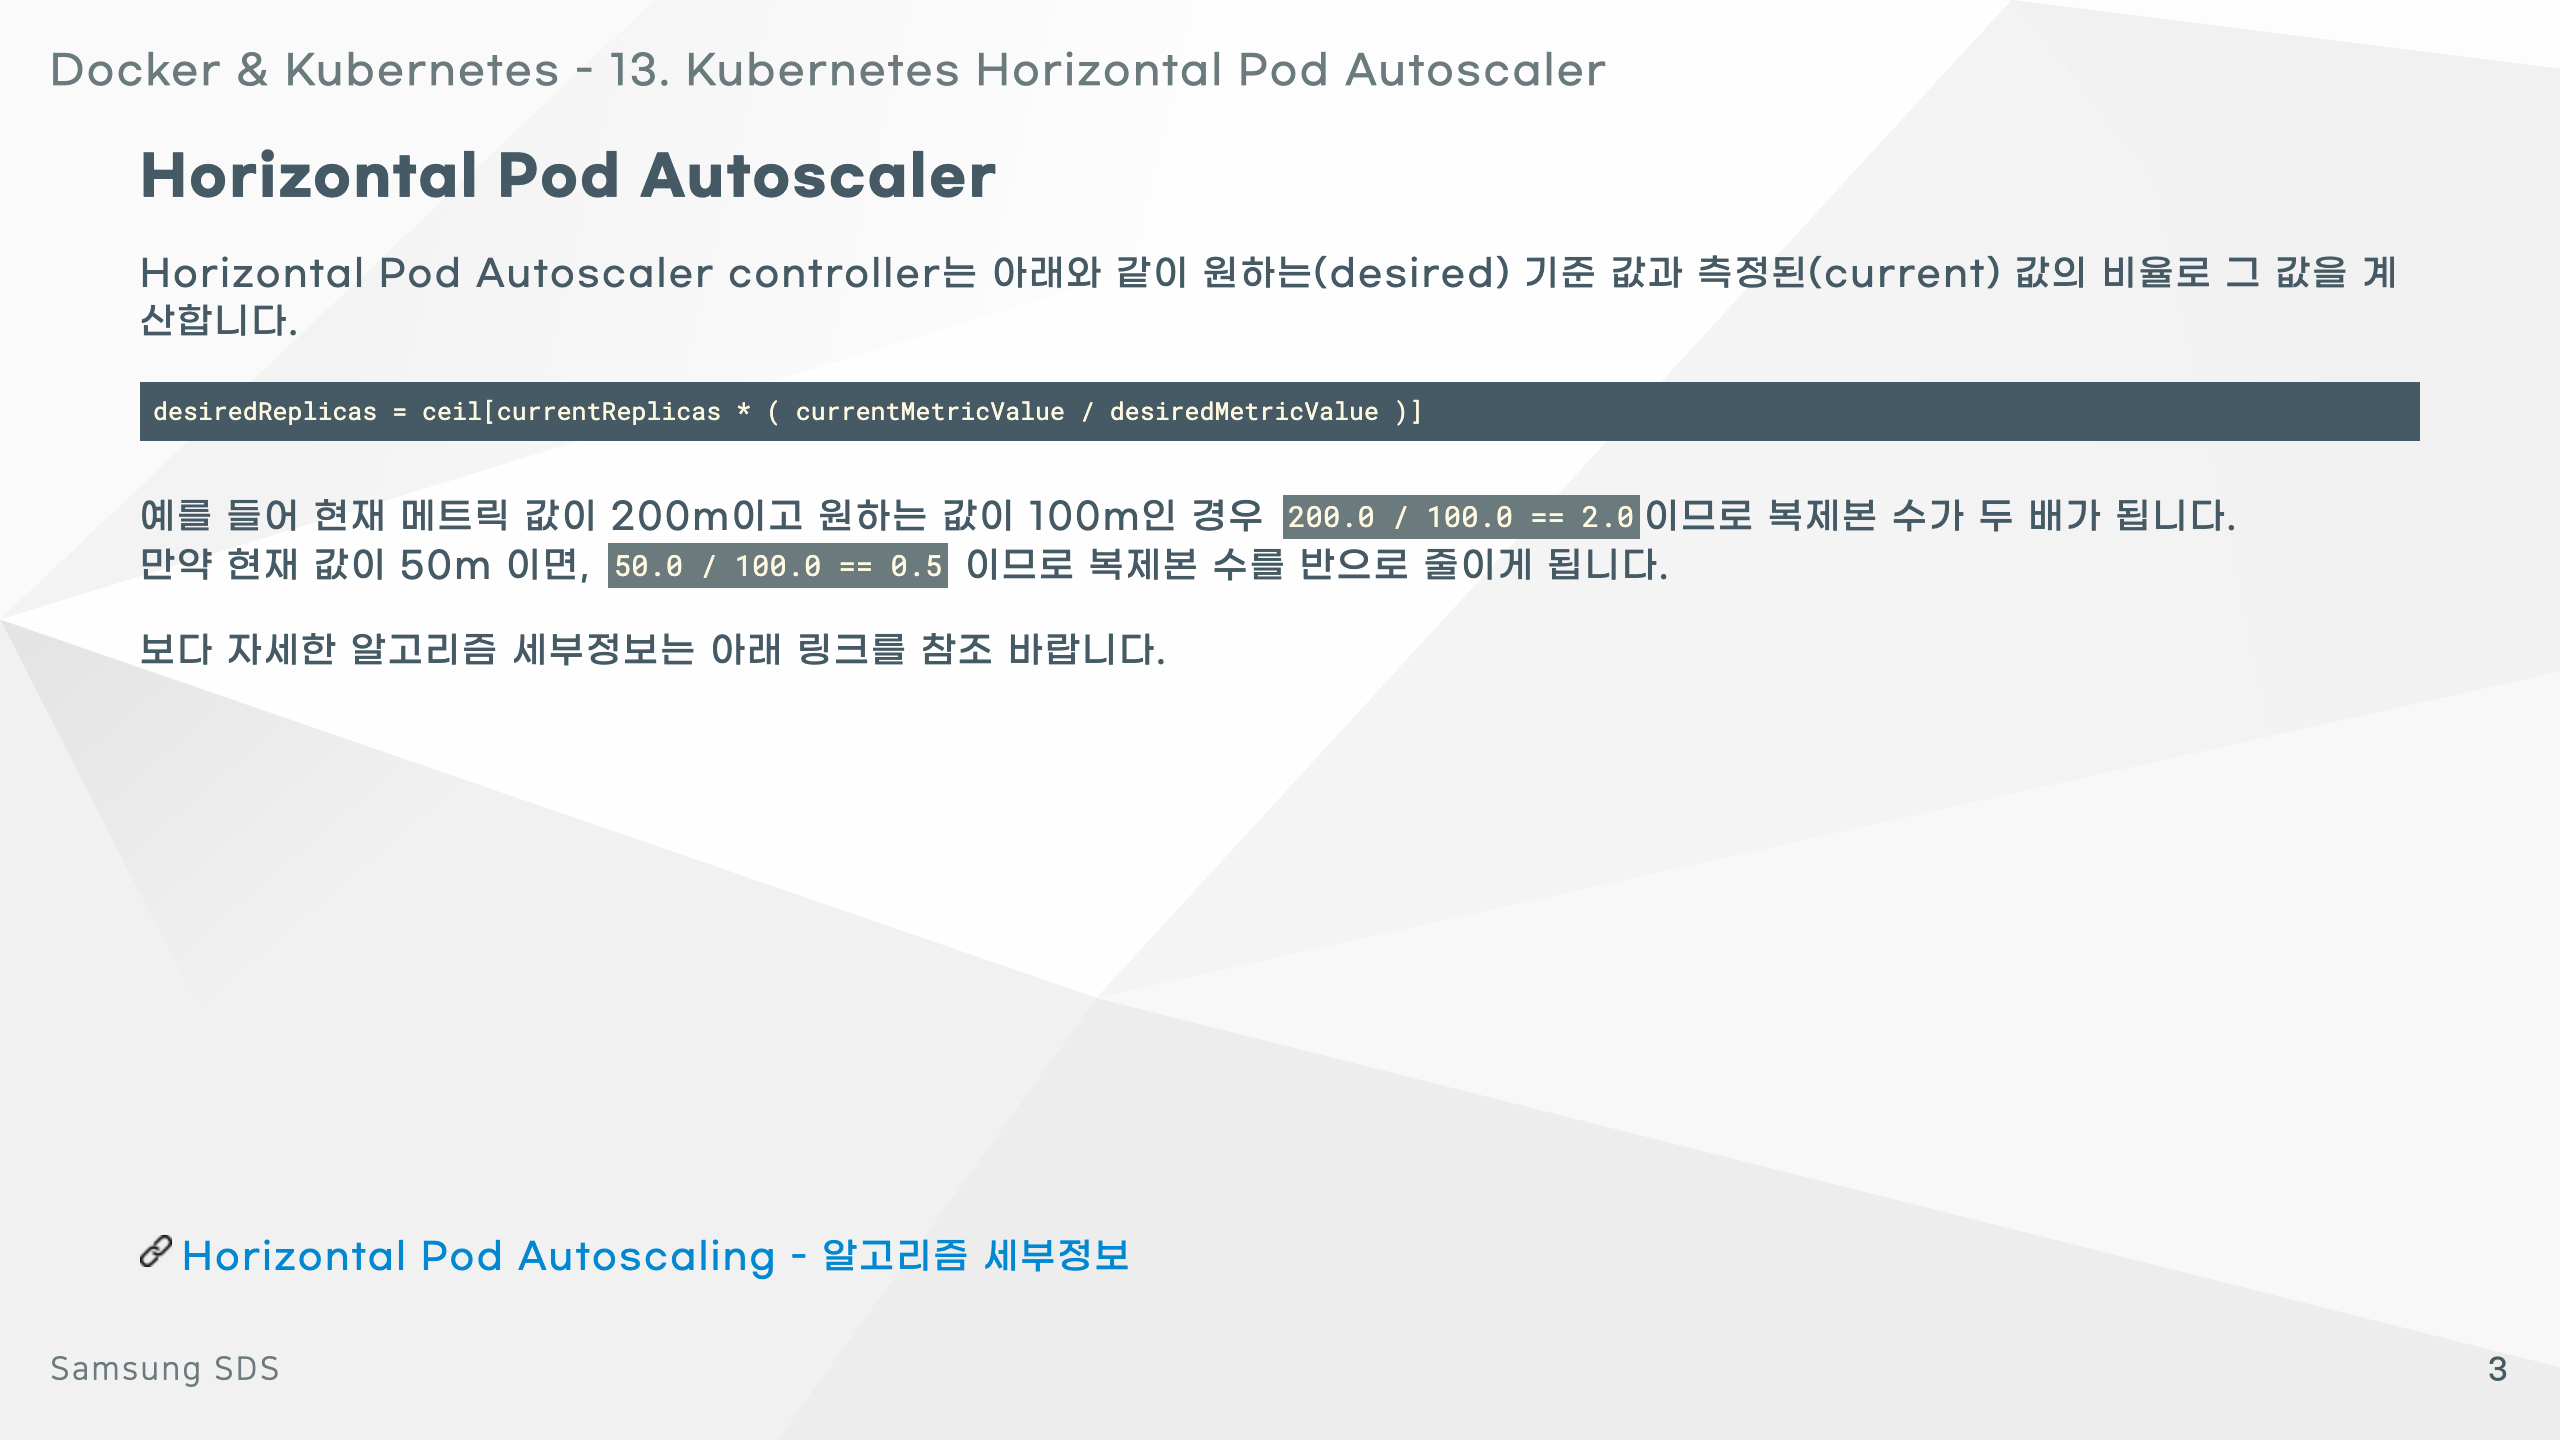 Docker & Kubernetes - 13. Kubernetes Horizontal Pod Autoscaler
Horizontal Pod Autoscaler
Horizontal Pod Autoscaler controller는 아래와 같이 원하는(desired) 기준 값과 측정된(current) 값의 비율로 그 값을 계
산합니다.
desiredReplicas = ceil[currentReplicas * ( currentMetricValue / desiredMetricValue )]
예를 들어 현재 메트릭 값이 200m이고 원하는 값이 100m인 경우 200.0 / 100.0 == 2.0이므로 복제본 수가 두 배가 됩니다.
만약 현재 값이 50m 이면, 50.0 / 100.0 == 0.5 이므로 복제본 수를 반으로 줄이게 됩니다.
보다 자세한 알고리즘 세부정보는 아래 링크를 참조 바랍니다.
🔗 Horizontal Pod Autoscaling - 알고리즘 세부정보
Samsung SDS
3